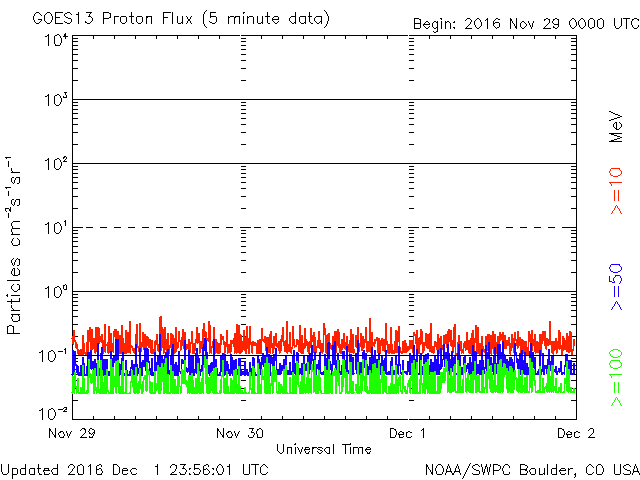 GOES13 Proton Flux (5 minute data)
Begin: 2016 Nov 29 0000 UTC
Particles cm⁻²s⁻¹sr⁻¹
10⁴
10³
10²
10¹
10⁰
10⁻¹
10⁻²
MeV
>=10
>=50
>=100
Nov 29 Nov 30 Dec 1 Dec 2
Universal Time
Updated 2016 Dec 1 23:56:01 UTC
NOAA/SWPC Boulder, CO USA